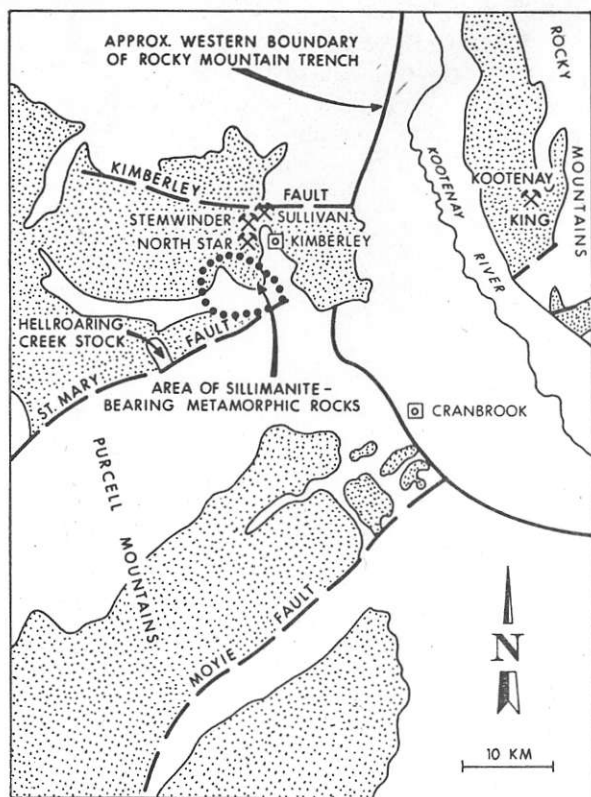 APPROX. WESTERN BOUNDARY
OF ROCKY MOUNTAIN TRENCH
ROCKY
MOUNTAINS
KOOTENAY
RIVER
KOOTENAY
KING
KIMBERLEY
FAULT
STEMWINDER
SULLIVAN
NORTH STAR
KIMBERLEY
HELLROARING
CREEK STOCK
ST. MARY
FAULT
AREA OF SILLIMANITE-
BEARING METAMORPHIC ROCKS
CRANBROOK
PURCELL
MOUNTAINS
MOYIE
FAULT
N
10 KM